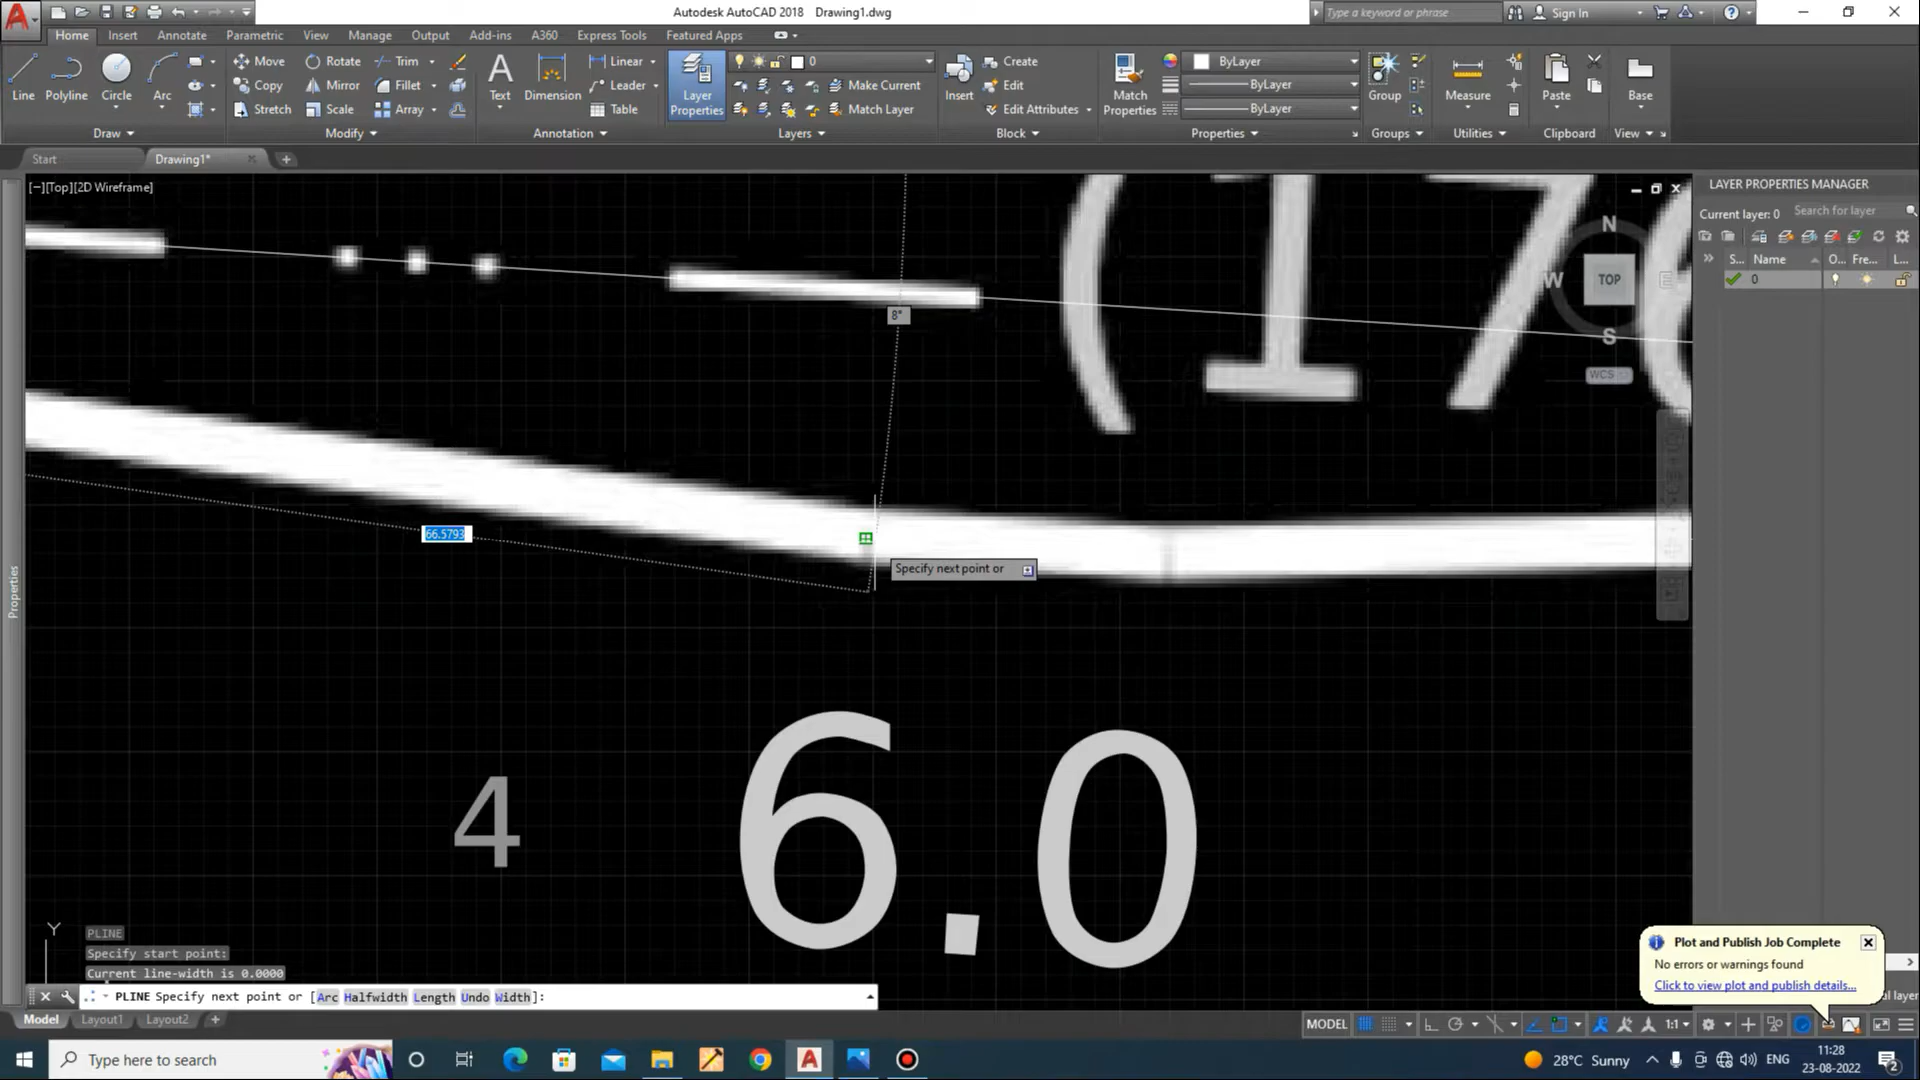 Autodesk AutoCAD 2018 Drawing1.dwg
Type a keyword or phrase
Sign In
Home Insert Annotate Parametric View Manage Output Add-ins A360 Express Tools Featured Apps
Line Polyline Circle Arc
Move Rotate Trim
Copy Mirror Fillet
Stretch Scale Array
Text Dimension
Linear
Leader
Table
Layer Properties
0
Make Current
Match Layer
Insert
Create
Edit
Edit Attributes
Match Properties
ByLayer
ByLayer
ByLayer
Group Measure Paste Base
Draw Modify Annotation Layers Block Properties Groups Utilities Clipboard View
Start Drawing1*
[−][Top][2D Wireframe]
LAYER PROPERTIES MANAGER
Current layer: 0
Search for layer
S... Name O... Fre... L...
0
N
W TOP E
S
WCS
(176
8°
66.5793
Specify next point or
4
6.0
Properties
Y
PLINE
Specify start point:
Current line-width is 0.0000
PLINE Specify next point or [Arc Halfwidth Length Undo Width]:
Plot and Publish Job Complete
No errors or warnings found
Click to view plot and publish details...
Model Layout1 Layout2
MODEL 1:1
Type here to search
28°C Sunny
ENG
11:28
23-08-2022
2